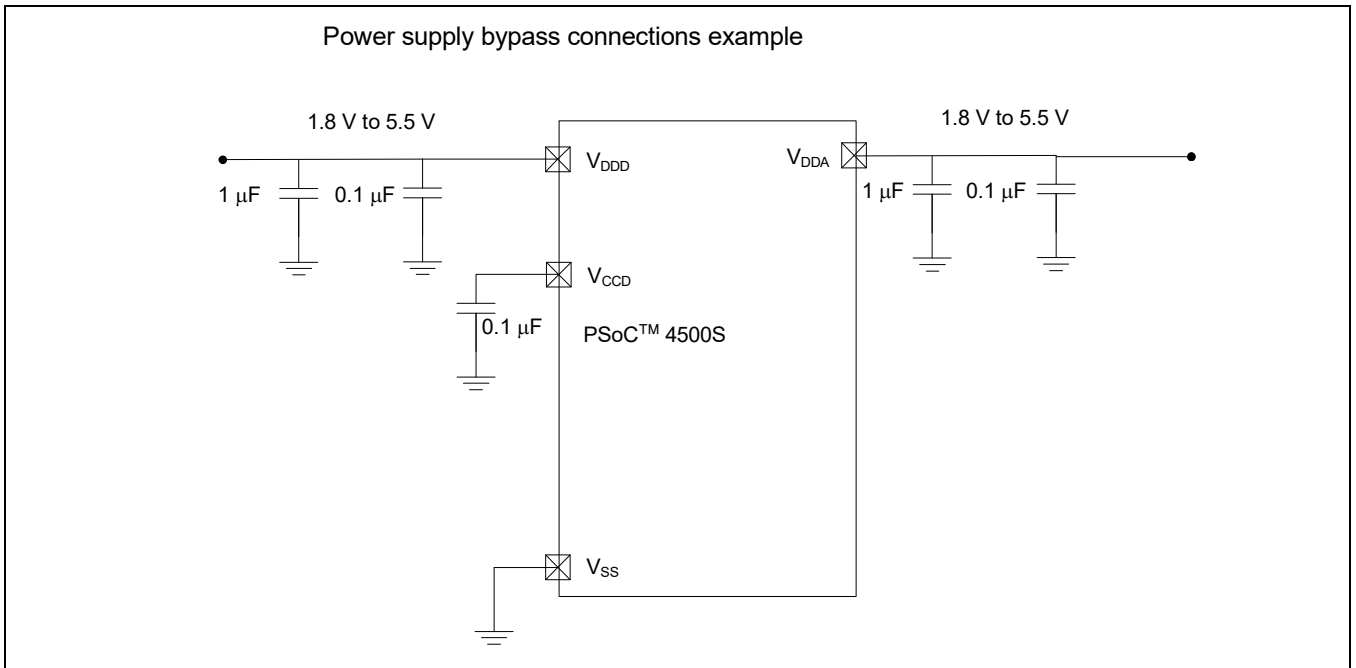 Power supply bypass connections example
1.8 V to 5.5 V
1.8 V to 5.5 V
VDDD
VDDA
1 μF
0.1 μF
1 μF
0.1 μF
VCCD
0.1 μF
PSoC™ 4500S
VSS